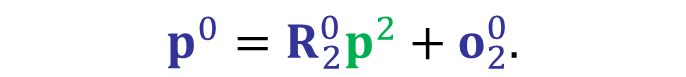 p⁰ = R₂⁰p² + o₂⁰.